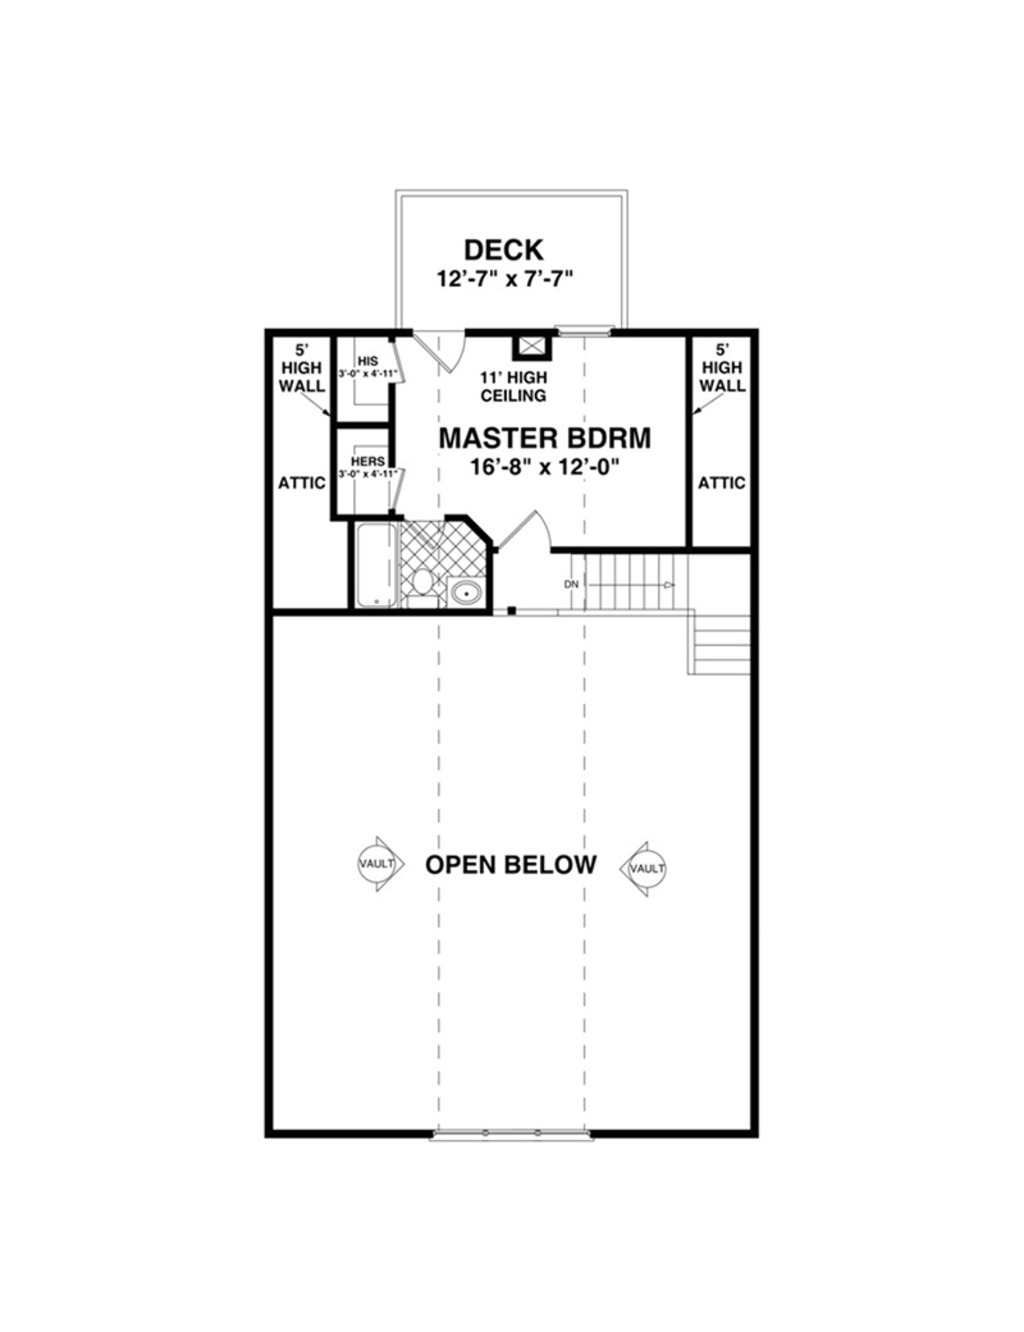 DECK
12'-7" x 7'-7"
5'
HIGH
WALL
HIS
3'-0" x 4'-11"
11' HIGH
CEILING
5'
HIGH
WALL
MASTER BDRM
16'-8" x 12'-0"
HERS
3'-0" x 4'-11"
ATTIC
ATTIC
DN
VAULT
OPEN BELOW
VAULT